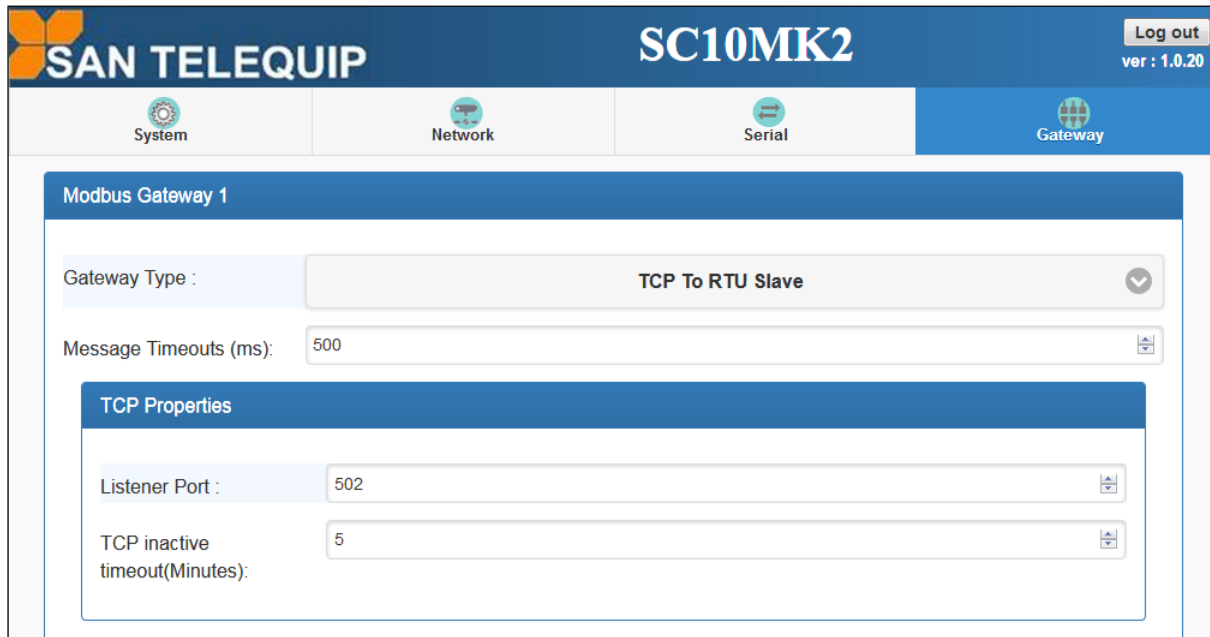 SAN TELEQUIP
SC10MK2
Log out
ver : 1.0.20
System
Network
Serial
Gateway
Modbus Gateway 1
Gateway Type :
TCP To RTU Slave
Message Timeouts (ms):
500
TCP Properties
Listener Port :
502
TCP inactive
timeout(Minutes):
5